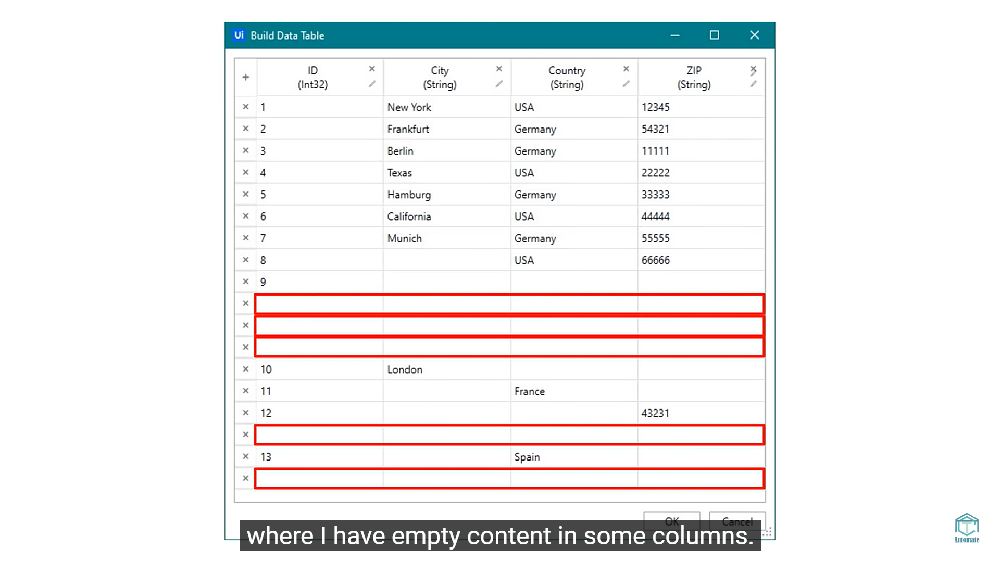 Ui Build Data Table
ID City Country ZIP
(Int32) (String) (String) (String)
1 New York USA 12345
2 Frankfurt Germany 54321
3 Berlin Germany 11111
4 Texas USA 22222
5 Hamburg Germany 33333
6 California USA 44444
7 Munich Germany 55555
8 USA 66666
9
10 London
11 France
12 43231
13 Spain
OK Cancel
where I have empty content in some columns.
TC
Automate